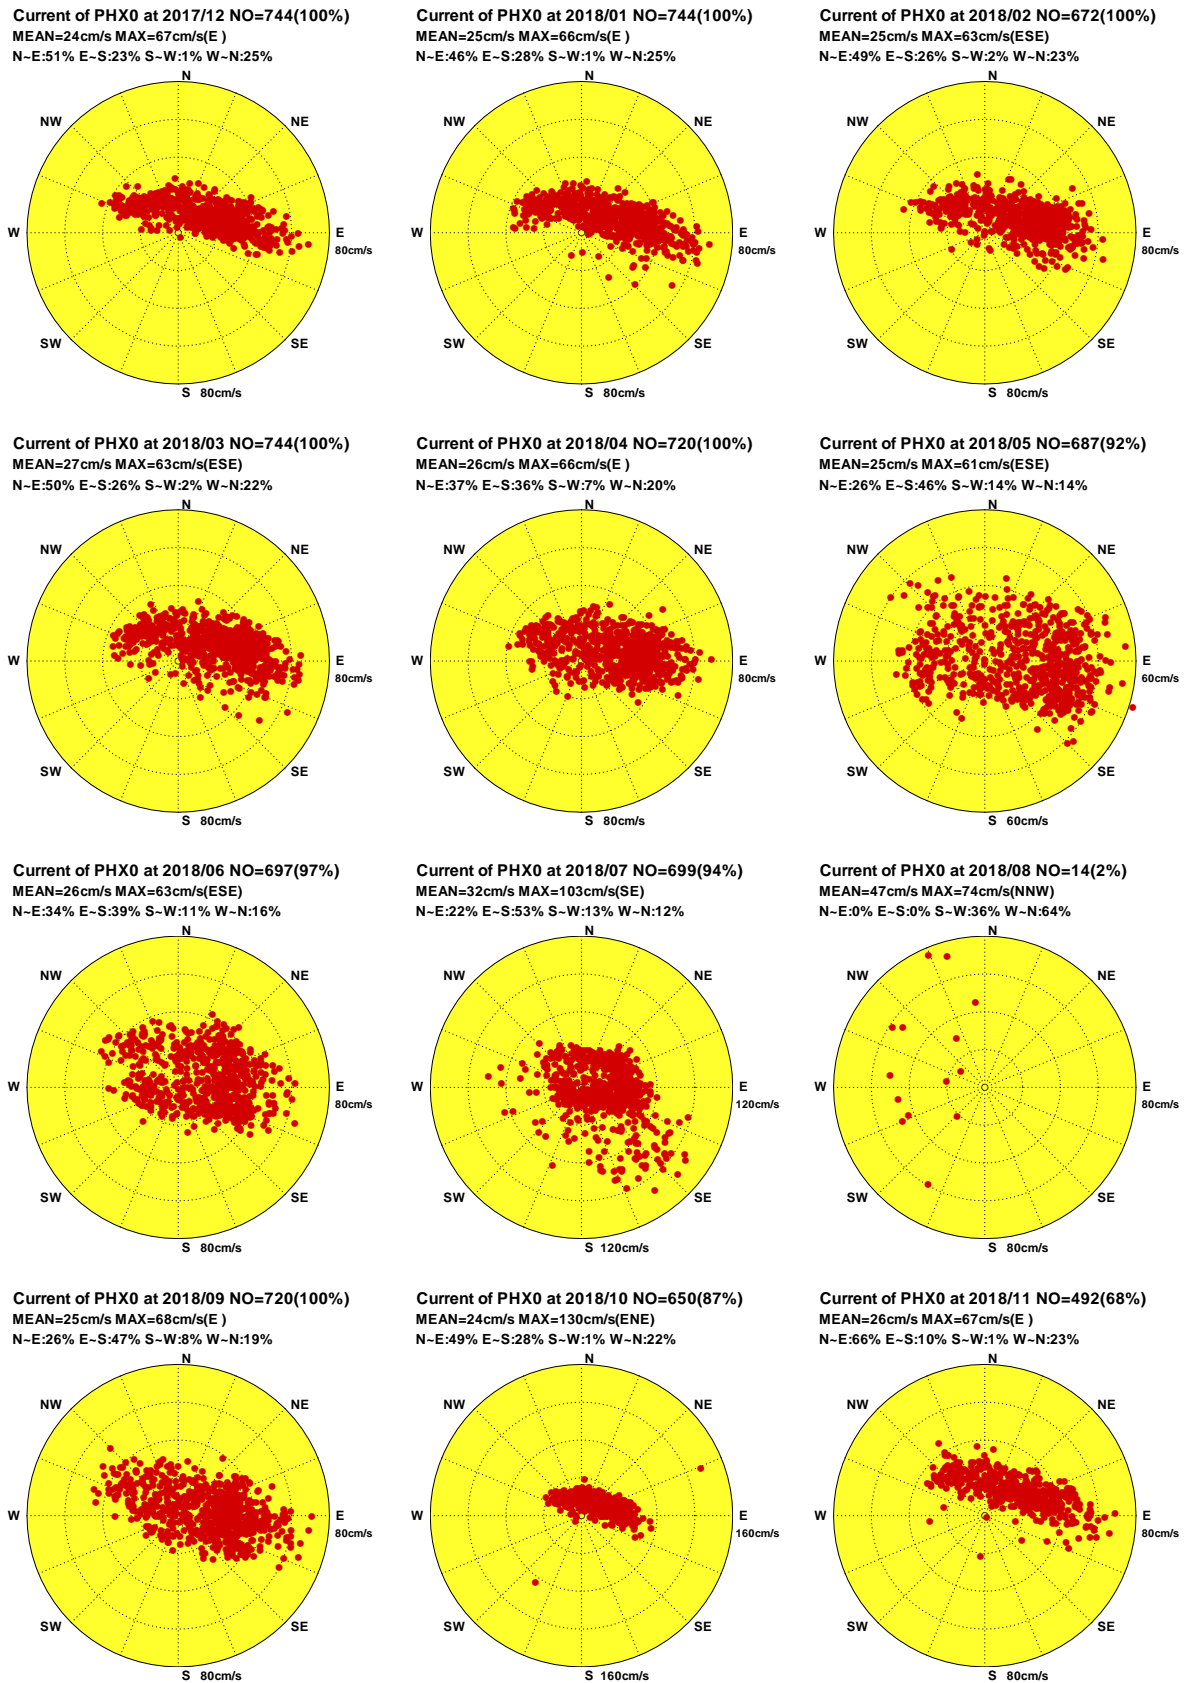 Current of PHX0 at 2017/12 NO=744(100%)
MEAN=24cm/s MAX=67cm/s(E )
N~E:51% E~S:23% S~W:1% W~N:25%
N
NW
NE
W
E
80cm/s
SW
SE
S 80cm/s
Current of PHX0 at 2018/01 NO=744(100%)
MEAN=25cm/s MAX=66cm/s(E )
N~E:46% E~S:28% S~W:1% W~N:25%
N
NW
NE
W
E
80cm/s
SW
SE
S 80cm/s
Current of PHX0 at 2018/02 NO=672(100%)
MEAN=25cm/s MAX=63cm/s(ESE)
N~E:49% E~S:26% S~W:2% W~N:23%
N
NW
NE
W
E
80cm/s
SW
SE
S 80cm/s
Current of PHX0 at 2018/03 NO=744(100%)
MEAN=27cm/s MAX=63cm/s(ESE)
N~E:50% E~S:26% S~W:2% W~N:22%
N
NW
NE
W
E
80cm/s
SW
SE
S 80cm/s
Current of PHX0 at 2018/04 NO=720(100%)
MEAN=26cm/s MAX=66cm/s(E )
N~E:37% E~S:36% S~W:7% W~N:20%
N
NW
NE
W
E
80cm/s
SW
SE
S 80cm/s
Current of PHX0 at 2018/05 NO=687(92%)
MEAN=25cm/s MAX=61cm/s(ESE)
N~E:26% E~S:46% S~W:14% W~N:14%
N
NW
NE
W
E
60cm/s
SW
SE
S 60cm/s
Current of PHX0 at 2018/06 NO=697(97%)
MEAN=26cm/s MAX=63cm/s(ESE)
N~E:34% E~S:39% S~W:11% W~N:16%
N
NW
NE
W
E
80cm/s
SW
SE
S 80cm/s
Current of PHX0 at 2018/07 NO=699(94%)
MEAN=32cm/s MAX=103cm/s(SE)
N~E:22% E~S:53% S~W:13% W~N:12%
N
NW
NE
W
E
120cm/s
SW
SE
S 120cm/s
Current of PHX0 at 2018/08 NO=14(2%)
MEAN=47cm/s MAX=74cm/s(NNW)
N~E:0% E~S:0% S~W:36% W~N:64%
N
NW
NE
W
E
80cm/s
SW
SE
S 80cm/s
Current of PHX0 at 2018/09 NO=720(100%)
MEAN=25cm/s MAX=68cm/s(E )
N~E:26% E~S:47% S~W:8% W~N:19%
N
NW
NE
W
E
80cm/s
SW
SE
S 80cm/s
Current of PHX0 at 2018/10 NO=650(87%)
MEAN=24cm/s MAX=130cm/s(ENE)
N~E:49% E~S:28% S~W:1% W~N:22%
N
NW
NE
W
E
160cm/s
SW
SE
S 160cm/s
Current of PHX0 at 2018/11 NO=492(68%)
MEAN=26cm/s MAX=67cm/s(E )
N~E:66% E~S:10% S~W:1% W~N:23%
N
NW
NE
W
E
80cm/s
SW
SE
S 80cm/s